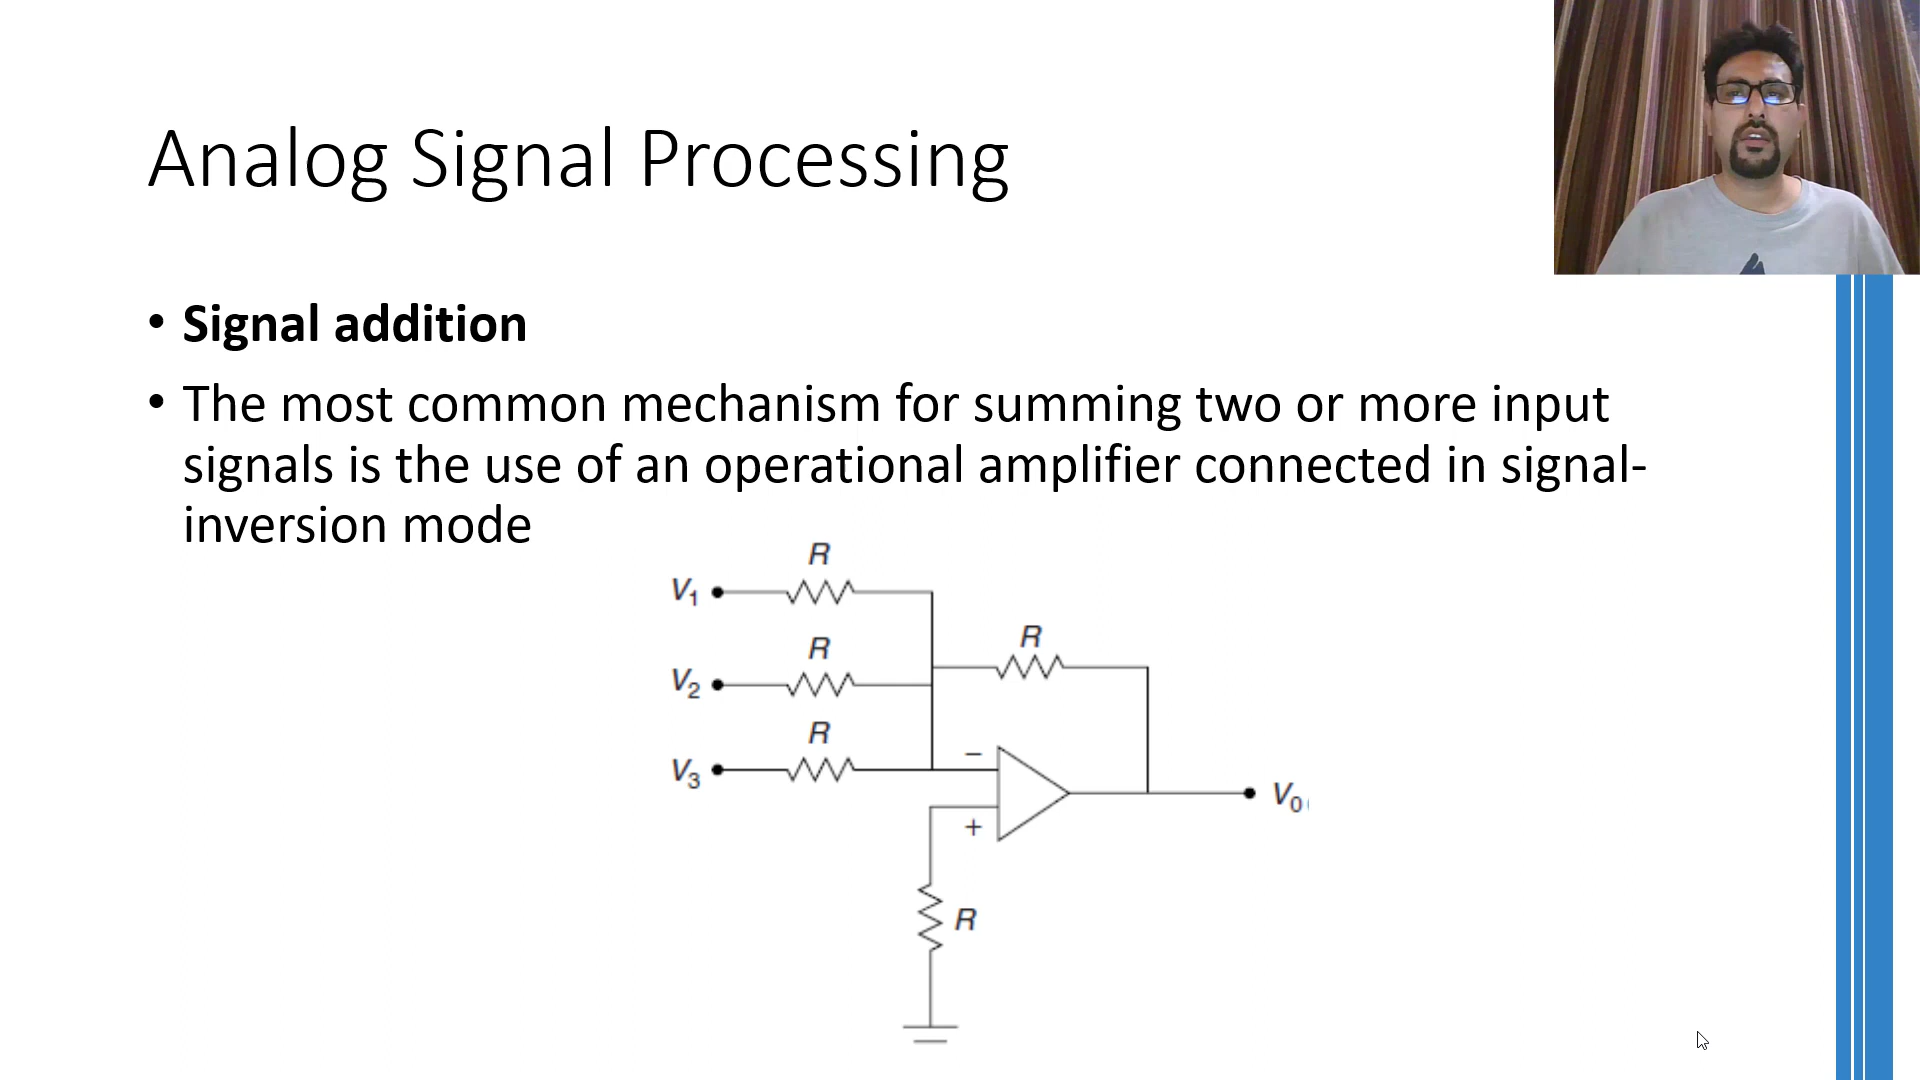 Analog Signal Processing
• Signal addition
• The most common mechanism for summing two or more input
signals is the use of an operational amplifier connected in signal-
inversion mode
R
V1
R
R
V2
R
V3
−
V0
+
R